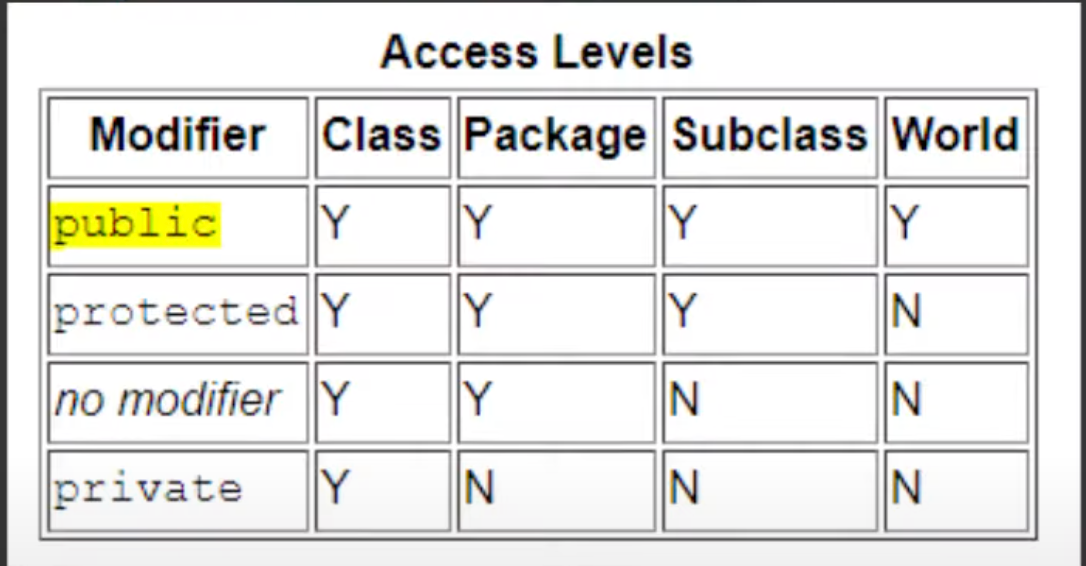 Access Levels
Modifier Class Package Subclass World
public Y Y Y Y
protected Y Y Y N
no modifier Y Y N N
private Y N N N